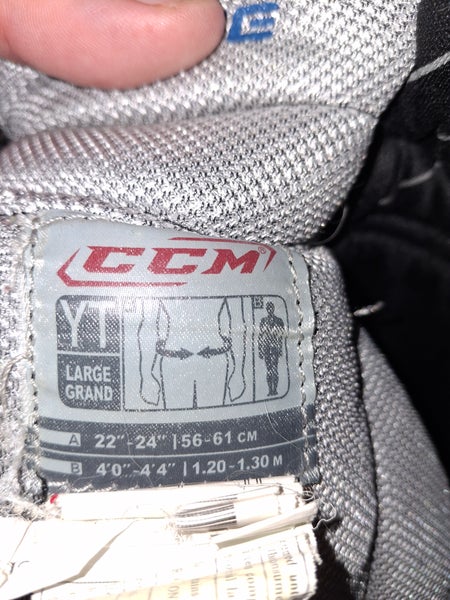 E
CCM
YT
LARGE
GRAND
B
A 22"-24" | 56-61 CM
B 4'0"-4'4" | 1.20-1.30 M